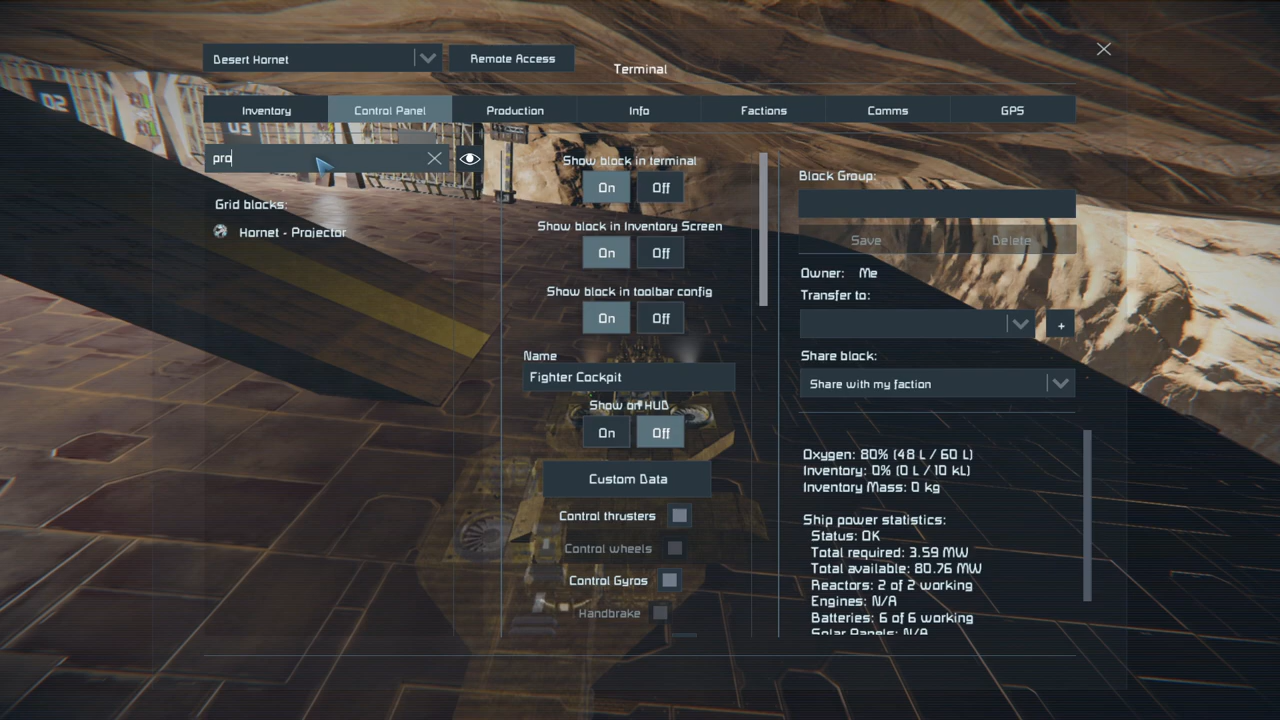 Desert Hornet
Remote Access
Terminal
Inventory
Control Panel
Production
Info
Factions
Comms
GPS
02
03
pro
Grid blocks:
Hornet - Projector
Show block in terminal
On Off
Show block in Inventory Screen
On Off
Show block in toolbar config
On Off
Name
Fighter Cockpit
Show on HUD
On Off
Custom Data
Control thrusters
Control wheels
Control Gyros
Handbrake
Block Group:
Save Delete
Owner: Me
Transfer to:
+
Share block:
Share with my faction
Oxygen: 80% (48 L / 60 L)
Inventory: 0% (0 L / 10 kL)
Inventory Mass: 0 kg
Ship power statistics:
Status: OK
Total required: 3.59 MW
Total available: 80.76 MW
Reactors: 2 of 2 working
Engines: N/A
Batteries: 6 of 6 working
Solar Panels: N/A